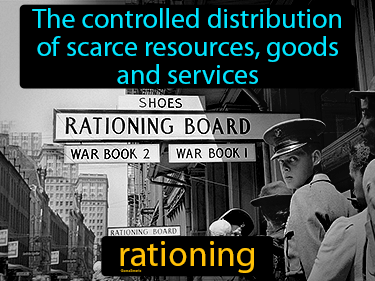 The controlled distribution
of scarce resources, goods
and services
SHOES
RATIONING BOARD
WAR BOOK 2 WAR BOOK 1
RATIONING BOARD
rationing